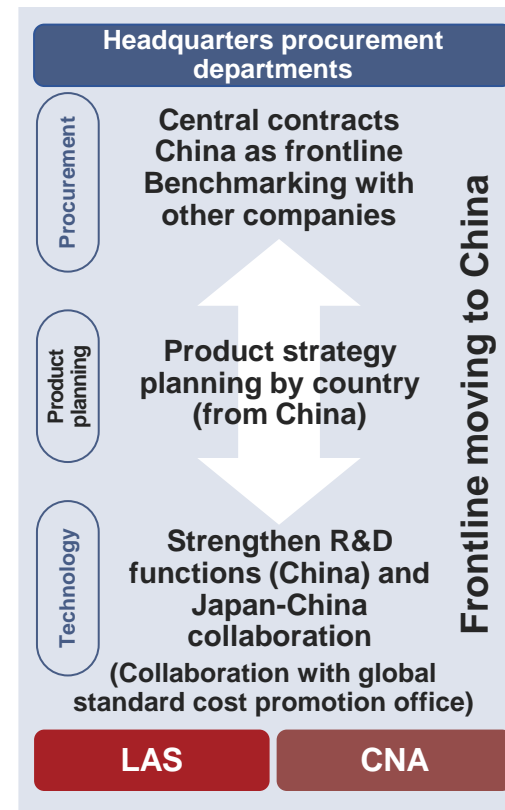 Headquarters procurement
departments
Procurement
Central contracts
China as frontline
Benchmarking with
other companies
Product
planning
Product strategy
planning by country
(from China)
Technology
Strengthen R&D
functions (China) and
Japan-China
collaboration
(Collaboration with global
standard cost promotion office)
Frontline moving to China
LAS
CNA